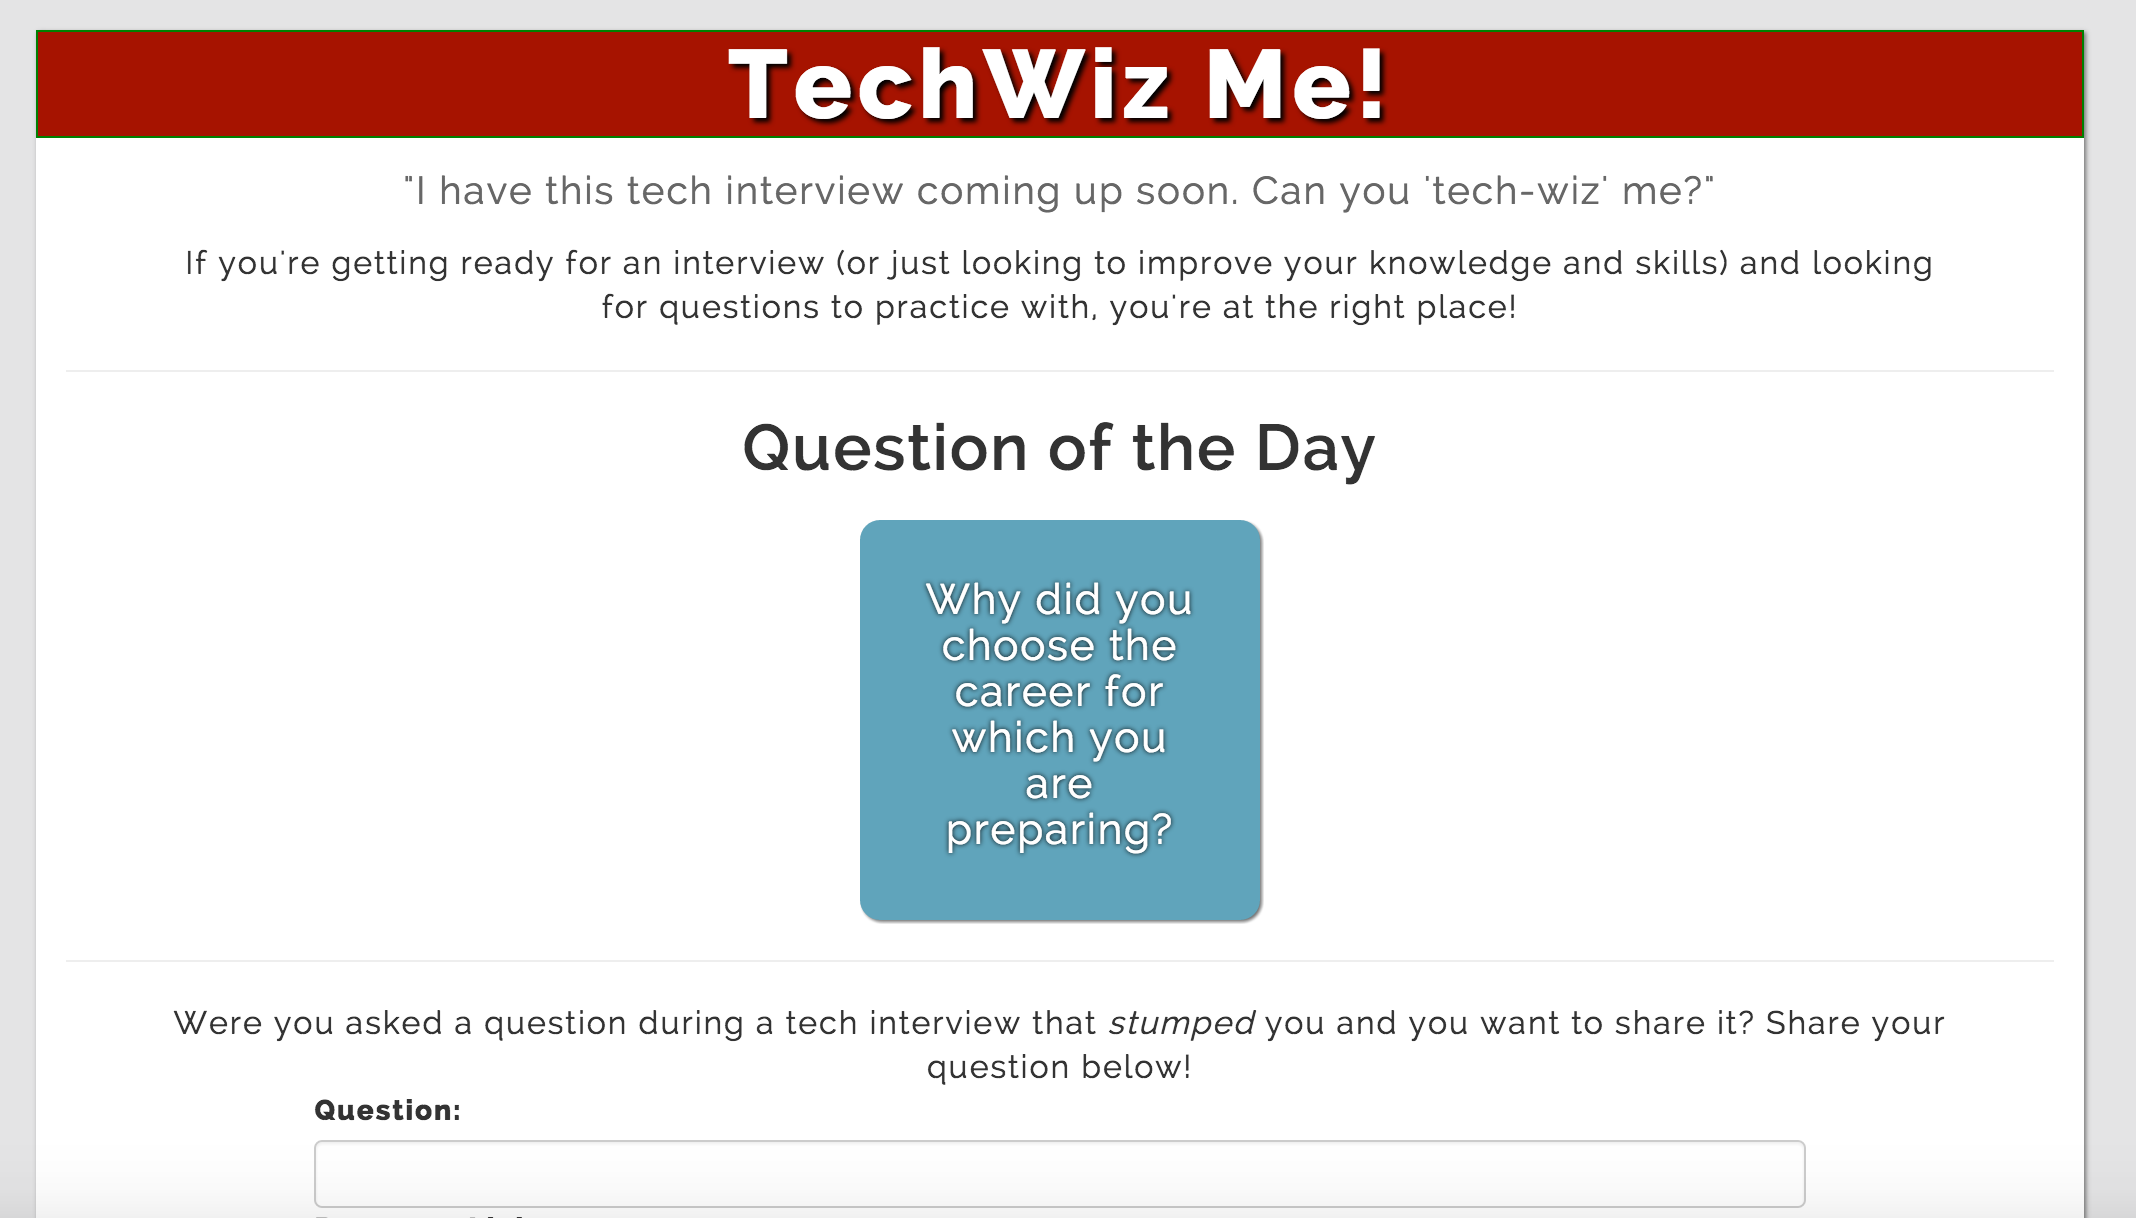 TechWiz Me!
"I have this tech interview coming up soon. Can you 'tech-wiz' me?"
If you're getting ready for an interview (or just looking to improve your knowledge and skills) and looking
for questions to practice with, you're at the right place!
Question of the Day
Why did you
choose the
career for
which you
are
preparing?
Were you asked a question during a tech interview that stumped you and you want to share it? Share your
question below!
Question: